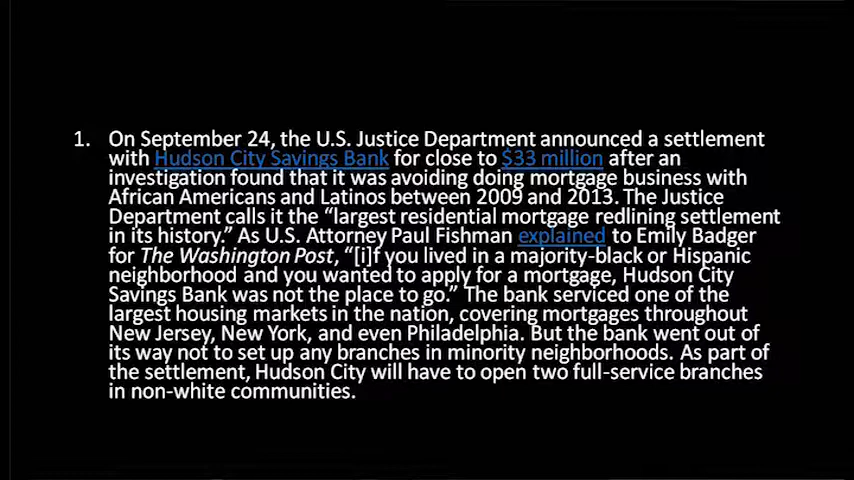 1. On September 24, the U.S. Justice Department announced a settlement
with Hudson City Savings Bank for close to $33 million after an
investigation found that it was avoiding doing mortgage business with
African Americans and Latinos between 2009 and 2013. The Justice
Department calls it the “largest residential mortgage redlining settlement
in its history.” As U.S. Attorney Paul Fishman explained to Emily Badger
for The Washington Post, “[i]f you lived in a majority-black or Hispanic
neighborhood and you wanted to apply for a mortgage, Hudson City
Savings Bank was not the place to go.” The bank serviced one of the
largest housing markets in the nation, covering mortgages throughout
New Jersey, New York, and even Philadelphia. But the bank went out of
its way not to set up any branches in minority neighborhoods. As part of
the settlement, Hudson City will have to open two full-service branches
in non-white communities.